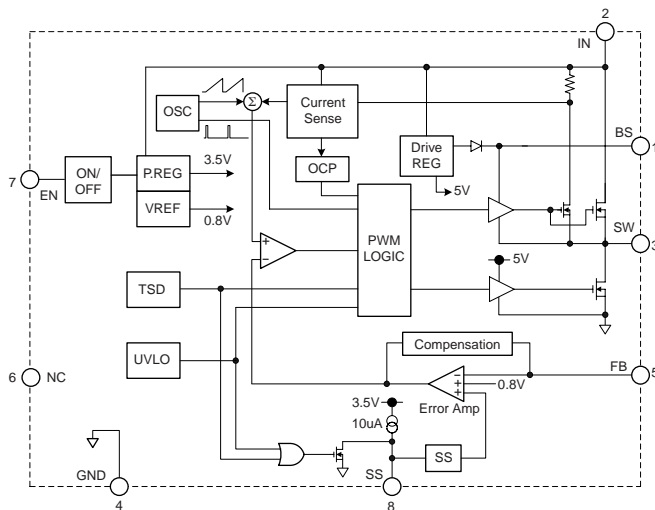 2
IN
OSC
Σ
Current
Sense
BS
1
OCP
Drive
REG
5V
7
EN
ON/
OFF
P.REG
3.5V
VREF
0.8V
PWM
LOGIC
SW
3
+
−
5V
TSD
UVLO
Compensation
6
NC
FB
5
−
+
+
0.8V
Error Amp
3.5V
10uA
SS
GND
4
SS
8